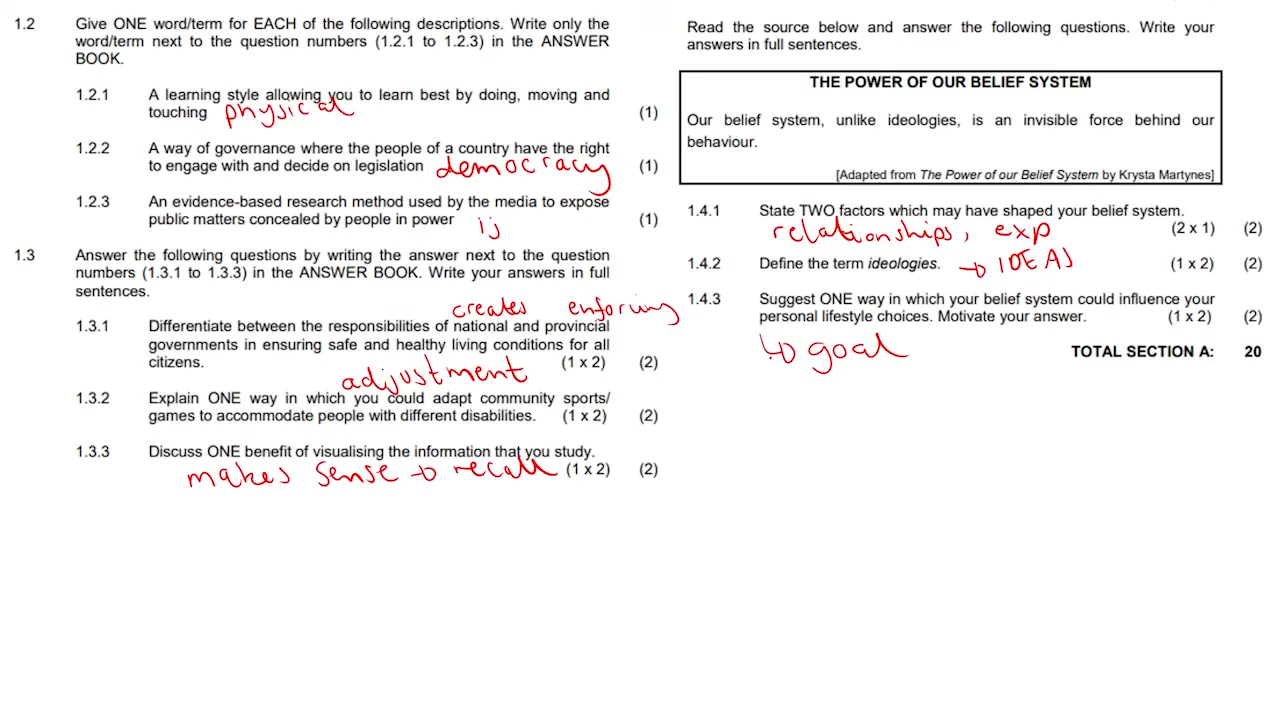 1.2 Give ONE word/term for EACH of the following descriptions. Write only the
word/term next to the question numbers (1.2.1 to 1.2.3) in the ANSWER
BOOK.
1.2.1 A learning style allowing you to learn best by doing, moving and
touching physical (1)
1.2.2 A way of governance where the people of a country have the right
to engage with and decide on legislation democracy (1)
1.2.3 An evidence-based research method used by the media to expose
public matters concealed by people in power ij (1)
1.3 Answer the following questions by writing the answer next to the question
numbers (1.3.1 to 1.3.3) in the ANSWER BOOK. Write your answers in full
sentences.
creates enforcing
1.3.1 Differentiate between the responsibilities of national and provincial
governments in ensuring safe and healthy living conditions for all
citizens. (1 x 2) (2)
adjustment
1.3.2 Explain ONE way in which you could adapt community sports/
games to accommodate people with different disabilities. (1 x 2) (2)
1.3.3 Discuss ONE benefit of visualising the information that you study.
makes sense → recall (1 x 2) (2)
Read the source below and answer the following questions. Write your
answers in full sentences.
THE POWER OF OUR BELIEF SYSTEM
Our belief system, unlike ideologies, is an invisible force behind our
behaviour.
[Adapted from The Power of our Belief System by Krysta Martynes]
1.4.1 State TWO factors which may have shaped your belief system.
relationships, exp (2 x 1) (2)
1.4.2 Define the term ideologies. → IDEAS (1 x 2) (2)
1.4.3 Suggest ONE way in which your belief system could influence your
personal lifestyle choices. Motivate your answer. (1 x 2) (2)
↳ goal
TOTAL SECTION A: 20